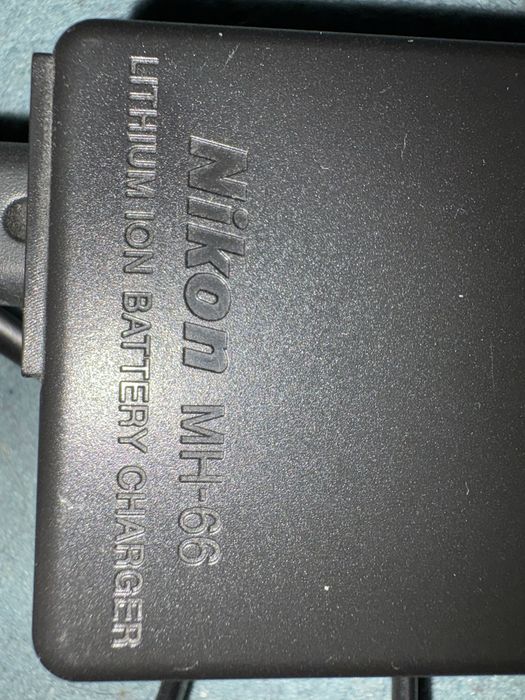 Nikon MH-66
LITHIUM ION BATTERY CHARGER